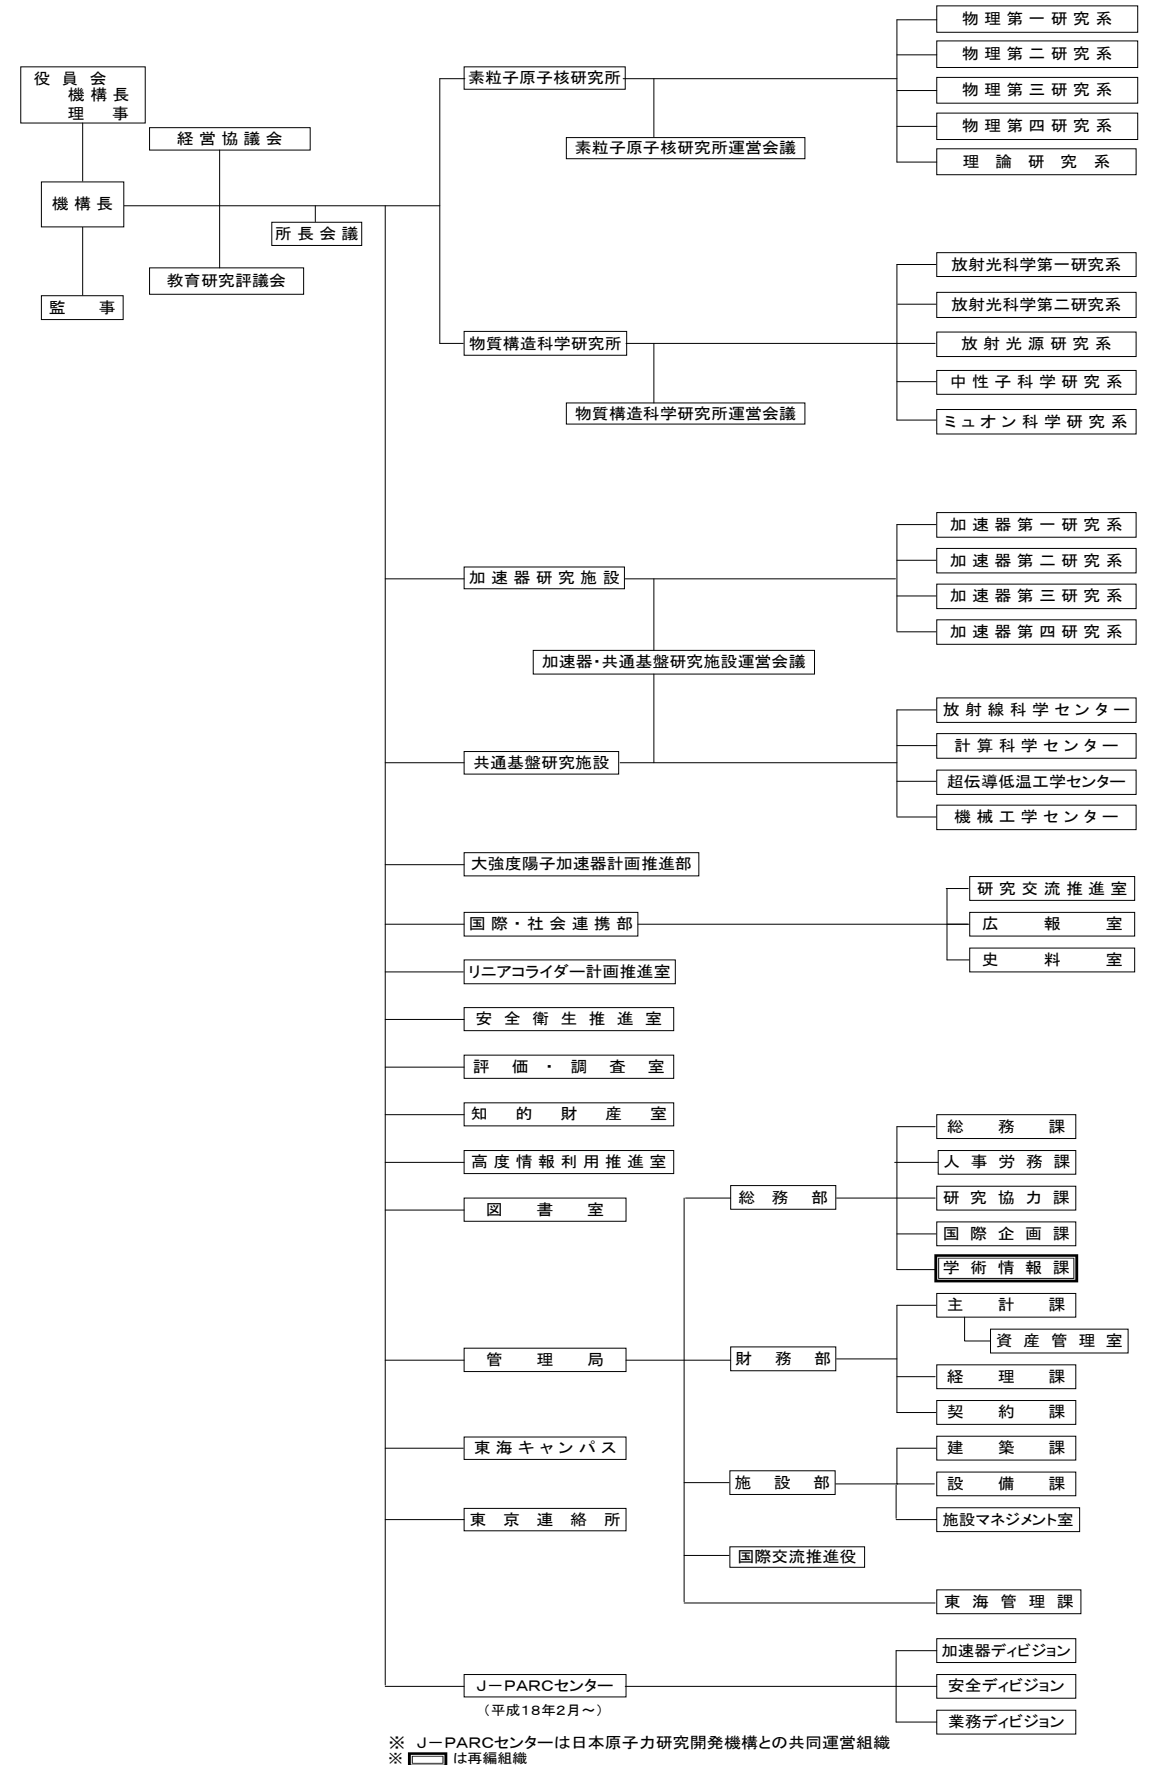 役員会
機構長
理事
機構長
監事
経営協議会
教育研究評議会
所長会議
素粒子原子核研究所
素粒子原子核研究所運営会議
物理第一研究系
物理第二研究系
物理第三研究系
物理第四研究系
理論研究系
物質構造科学研究所
物質構造科学研究所運営会議
放射光科学第一研究系
放射光科学第二研究系
放射光源研究系
中性子科学研究系
ミュオン科学研究系
加速器研究施設
加速器・共通基盤研究施設運営会議
加速器第一研究系
加速器第二研究系
加速器第三研究系
加速器第四研究系
共通基盤研究施設
放射線科学センター
計算科学センター
超伝導低温工学センター
機械工学センター
大強度陽子加速器計画推進部
国際・社会連携部
研究交流推進室
広報室
史料室
リニアコライダー計画推進室
安全衛生推進室
評価・調査室
知的財産室
高度情報利用推進室
図書室
管理局
総務部
総務課
人事労務課
研究協力課
国際企画課
学術情報課
財務部
主計課
資産管理室
経理課
契約課
施設部
建築課
設備課
施設マネジメント室
国際交流推進役
東海管理課
東海キャンパス
東京連絡所
J－PARCセンター
（平成18年2月～）
加速器ディビジョン
安全ディビジョン
業務ディビジョン
※ J－PARCセンターは日本原子力研究開発機構との共同運営組織
※ は再編組織